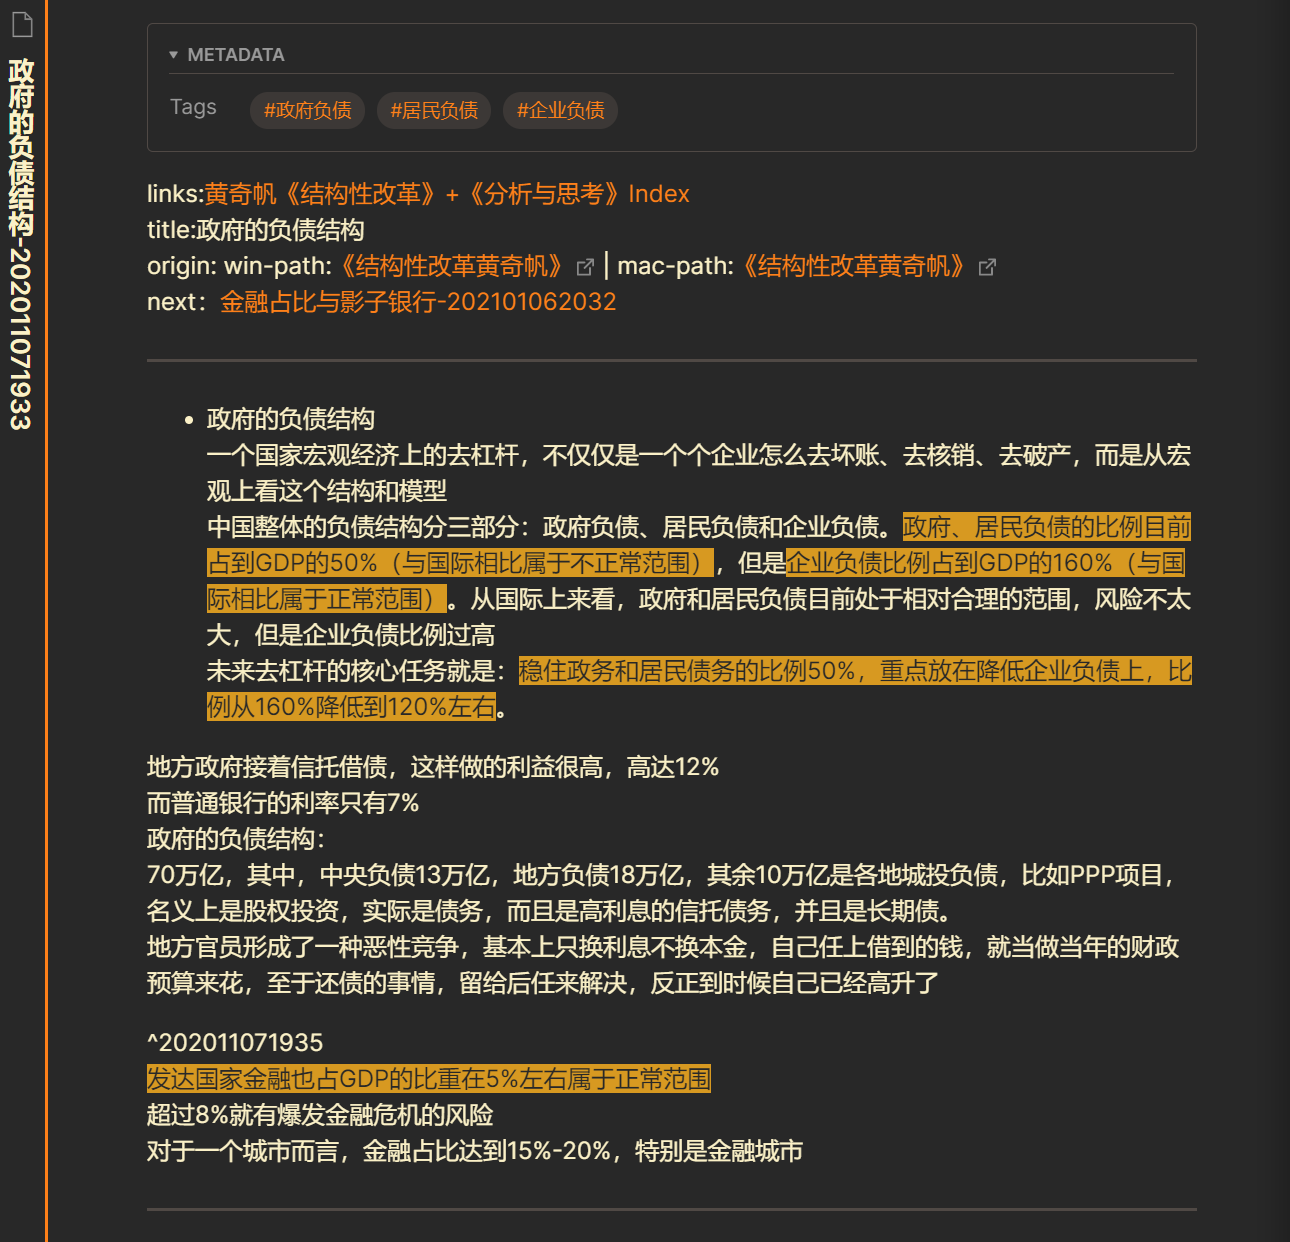 政府的负债结构-202011071933
METADATA
Tags #政府负债 #居民负债 #企业负债
links:黄奇帆《结构性改革》+《分析与思考》Index
title:政府的负债结构
origin: win-path:《结构性改革黄奇帆》 | mac-path:《结构性改革黄奇帆》
next：金融占比与影子银行-202101062032
政府的负债结构
一个国家宏观经济上的去杠杆，不仅仅是一个个企业怎么去坏账、去核销、去破产，而是从宏
观上看这个结构和模型
中国整体的负债结构分三部分：政府负债、居民负债和企业负债。政府、居民负债的比例目前
占到GDP的50%（与国际相比属于不正常范围），但是企业负债比例占到GDP的160%（与国
际相比属于正常范围）。从国际上来看，政府和居民负债目前处于相对合理的范围，风险不太
大，但是企业负债比例过高
未来去杠杆的核心任务就是：稳住政务和居民债务的比例50%，重点放在降低企业负债上，比
例从160%降低到120%左右。
地方政府接着信托借债，这样做的利益很高，高达12%
而普通银行的利率只有7%
政府的负债结构：
70万亿，其中，中央负债13万亿，地方负债18万亿，其余10万亿是各地城投负债，比如PPP项目，
名义上是股权投资，实际是债务，而且是高利息的信托债务，并且是长期债。
地方官员形成了一种恶性竞争，基本上只换利息不换本金，自己任上借到的钱，就当做当年的财政
预算来花，至于还债的事情，留给后任来解决，反正到时候自己已经高升了
^202011071935
发达国家金融也占GDP的比重在5%左右属于正常范围
超过8%就有爆发金融危机的风险
对于一个城市而言，金融占比达到15%-20%，特别是金融城市